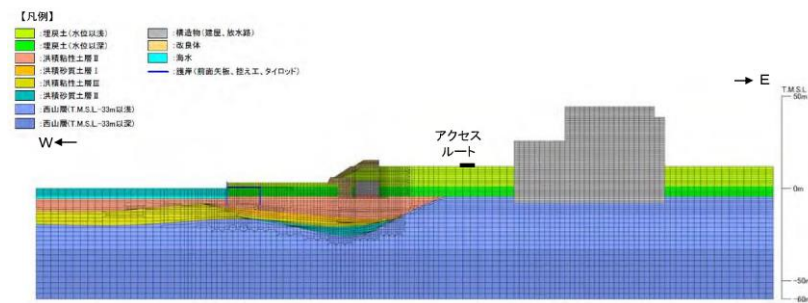 【凡例】
:埋戻土(水位以浅)
:埋戻土(水位以深)
:洪積粘性土層Ⅱ
:洪積砂質土層Ⅰ
:洪積粘性土層Ⅲ
:洪積砂質土層Ⅱ
:西山層(T.M.S.L.-33m以浅)
:西山層(T.M.S.L.-33m以深)
:構造物(建屋、放水路)
:改良体
:海水
:護岸(前面矢板、控え工、タイロッド)
W
E
アクセス
ルート
T.M.S.L
50m
0m
-50m
-60m